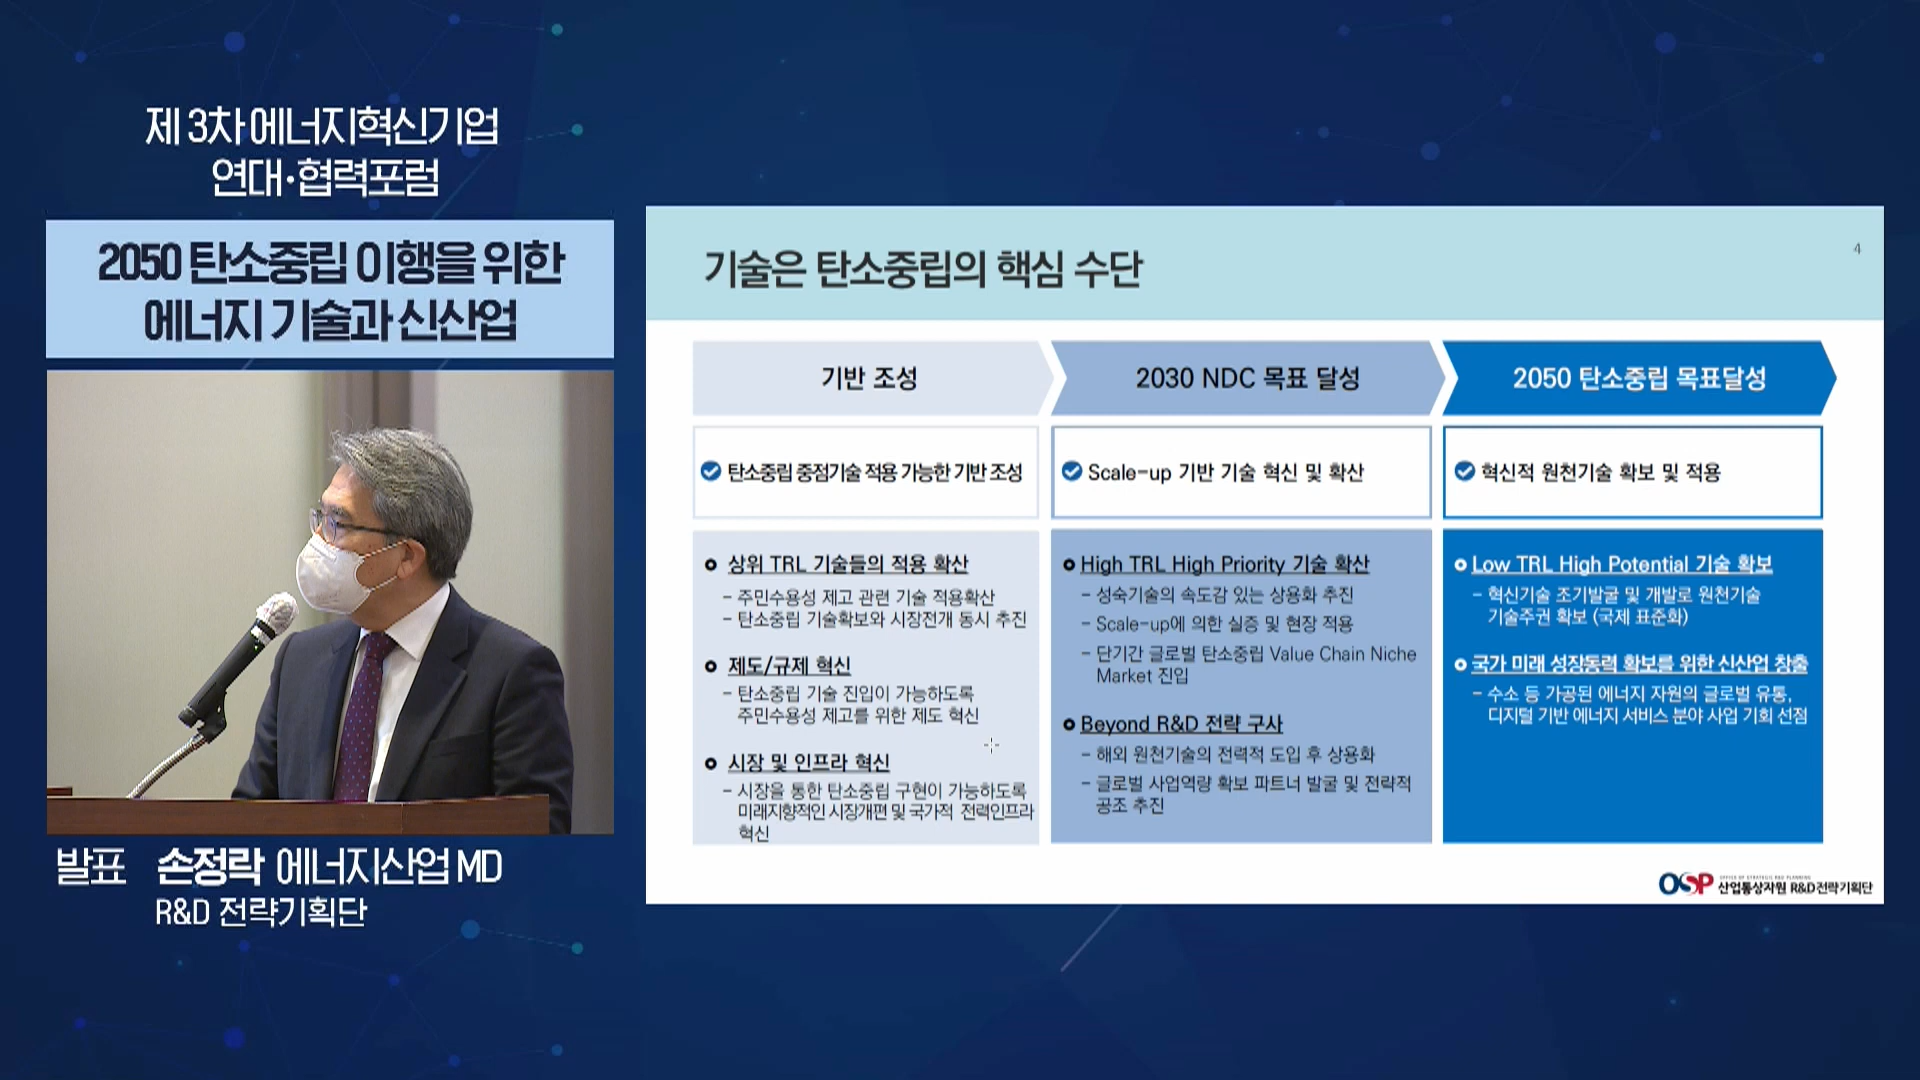 제 3차 에너지혁신기업
연대·협력포럼
2050 탄소중립 이행을 위한
에너지 기술과 신산업
발표 손정락 에너지산업 MD
R&D 전략기획단
기술은 탄소중립의 핵심 수단
4
기반 조성
탄소중립 중점기술 적용 가능한 기반 조성
상위 TRL 기술들의 적용 확산
- 주민수용성 제고 관련 기술 적용확산
- 탄소중립 기술확보와 시장전개 동시 추진
제도/규제 혁신
- 탄소중립 기술 진입이 가능하도록
주민수용성 제고를 위한 제도 혁신
시장 및 인프라 혁신
- 시장을 통한 탄소중립 구현이 가능하도록
미래지향적인 시장개편 및 국가적 전력인프라
혁신
2030 NDC 목표 달성
Scale-up 기반 기술 혁신 및 확산
High TRL High Priority 기술 확산
- 성숙기술의 속도감 있는 상용화 추진
- Scale-up에 의한 실증 및 현장 적용
- 단기간 글로벌 탄소중립 Value Chain Niche
Market 진입
Beyond R&D 전략 구사
- 해외 원천기술의 전략적 도입 후 상용화
- 글로벌 사업역량 확보 파트너 발굴 및 전략적
공조 추진
2050 탄소중립 목표달성
혁신적 원천기술 확보 및 적용
Low TRL High Potential 기술 확보
- 혁신기술 조기발굴 및 개발로 원천기술
기술주권 확보 (국제 표준화)
국가 미래 성장동력 확보를 위한 신산업 창출
- 수소 등 가공된 에너지 자원의 글로벌 유통,
디지털 기반 에너지 서비스 분야 사업 기회 선점
OSP 산업통상자원 R&D전략기획단